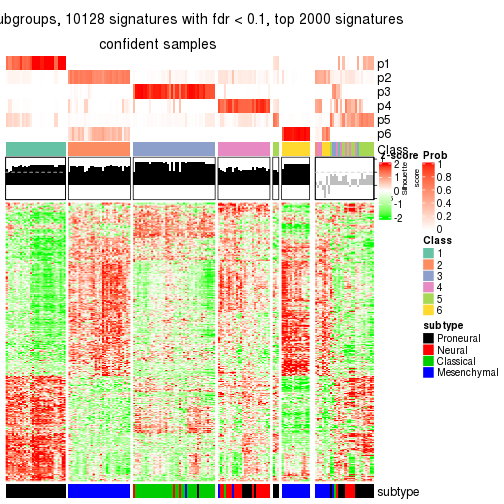 ubgroups, 10128 signatures with fdr < 0.1, top 2000 signatures
confident samples
p1
p2
p3
p4
p5
p6
Class
z-score
2
1
0
-1
-2
Silhouette
score
Prob
1
0.8
0.6
0.4
0.2
0
Class
1
2
3
4
5
6
subtype
Proneural
Neural
Classical
Mesenchymal
subtype